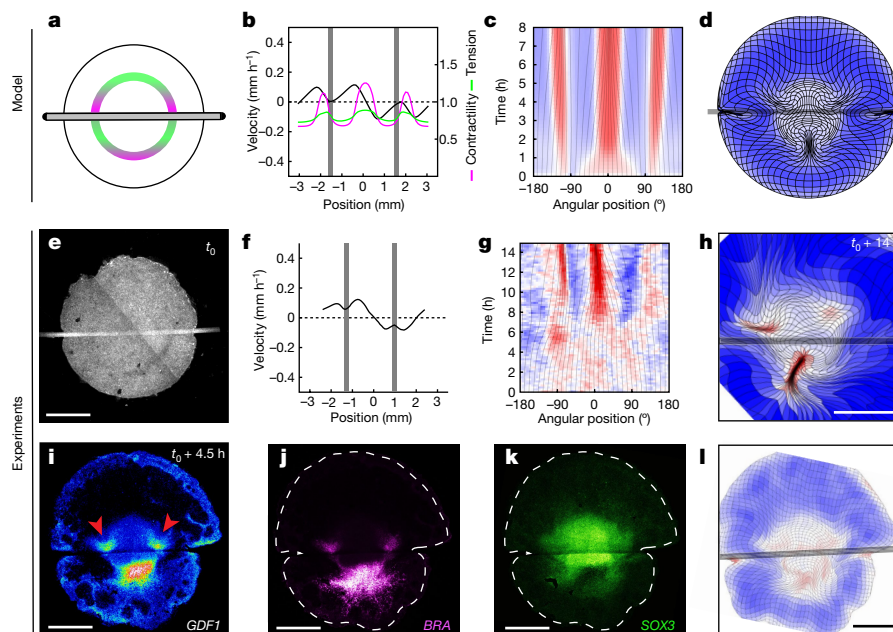 Model
a
b
Velocity (mm h⁻¹)
0.4
0.2
0
−0.2
−0.4
−3 −2 −1 0 1 2 3
Position (mm)
1.5
1.0
0.5
Contractility Tension
c
Time (h)
8
7
6
5
4
3
2
1
0
−180 −90 0 90 180
Angular position (º)
d
Experiments
e
t0
f
Velocity (mm h⁻¹)
0.4
0.2
0
−0.2
−0.4
−3 −2 −1 0 1 2 3
Position (mm)
g
Time (h)
14
12
10
8
6
4
2
0
−180 −90 0 90 180
Angular position (º)
h
t0 + 14
i
t0 + 4.5 h
GDF1
j
BRA
k
SOX3
l